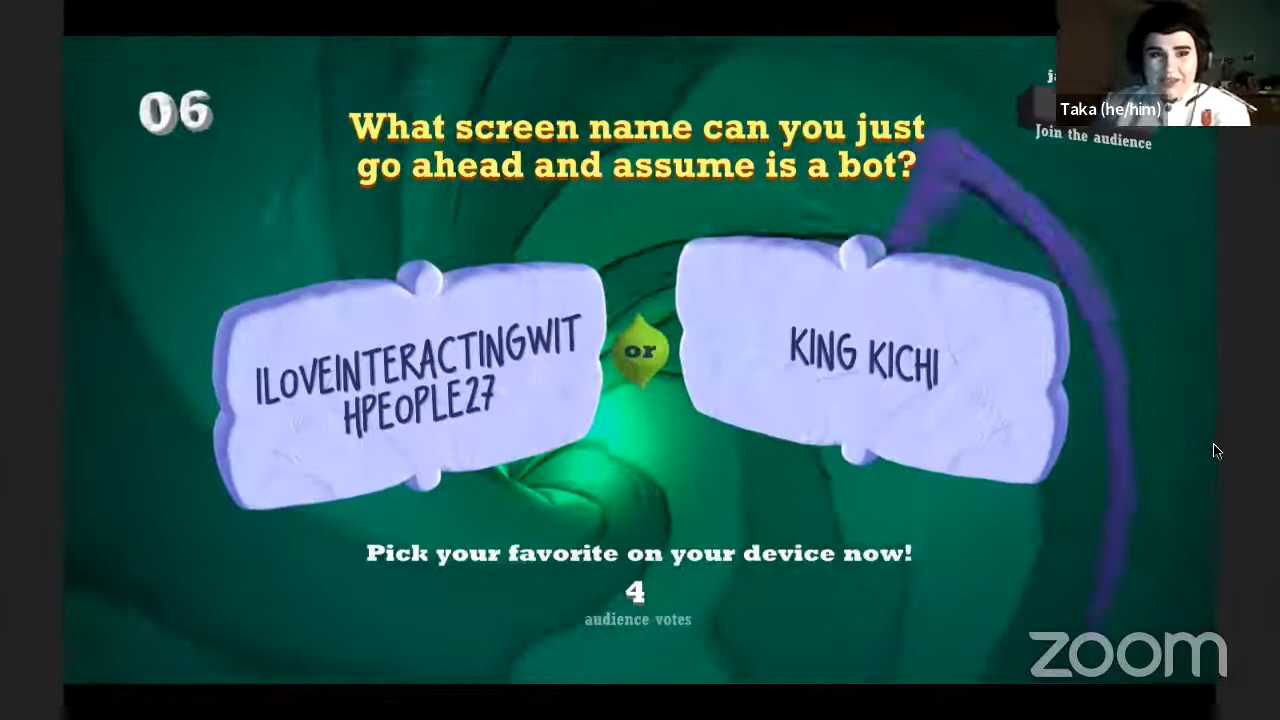 06
What screen name can you just
go ahead and assume is a bot?
Taka (he/him)
Join the audience
ILOVEINTERACTINGWIT
HPEOPLE27
or
KING KICHI
Pick your favorite on your device now!
4
audience votes
zoom